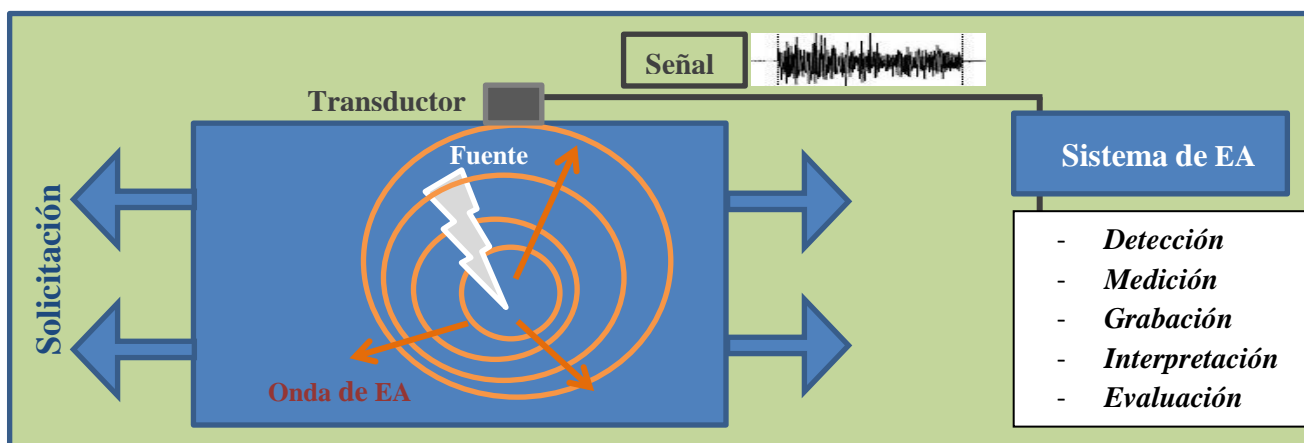 Señal
Transductor
Fuente
Sistema de EA
Solicitación
Onda de EA
- Detección
- Medición
- Grabación
- Interpretación
- Evaluación